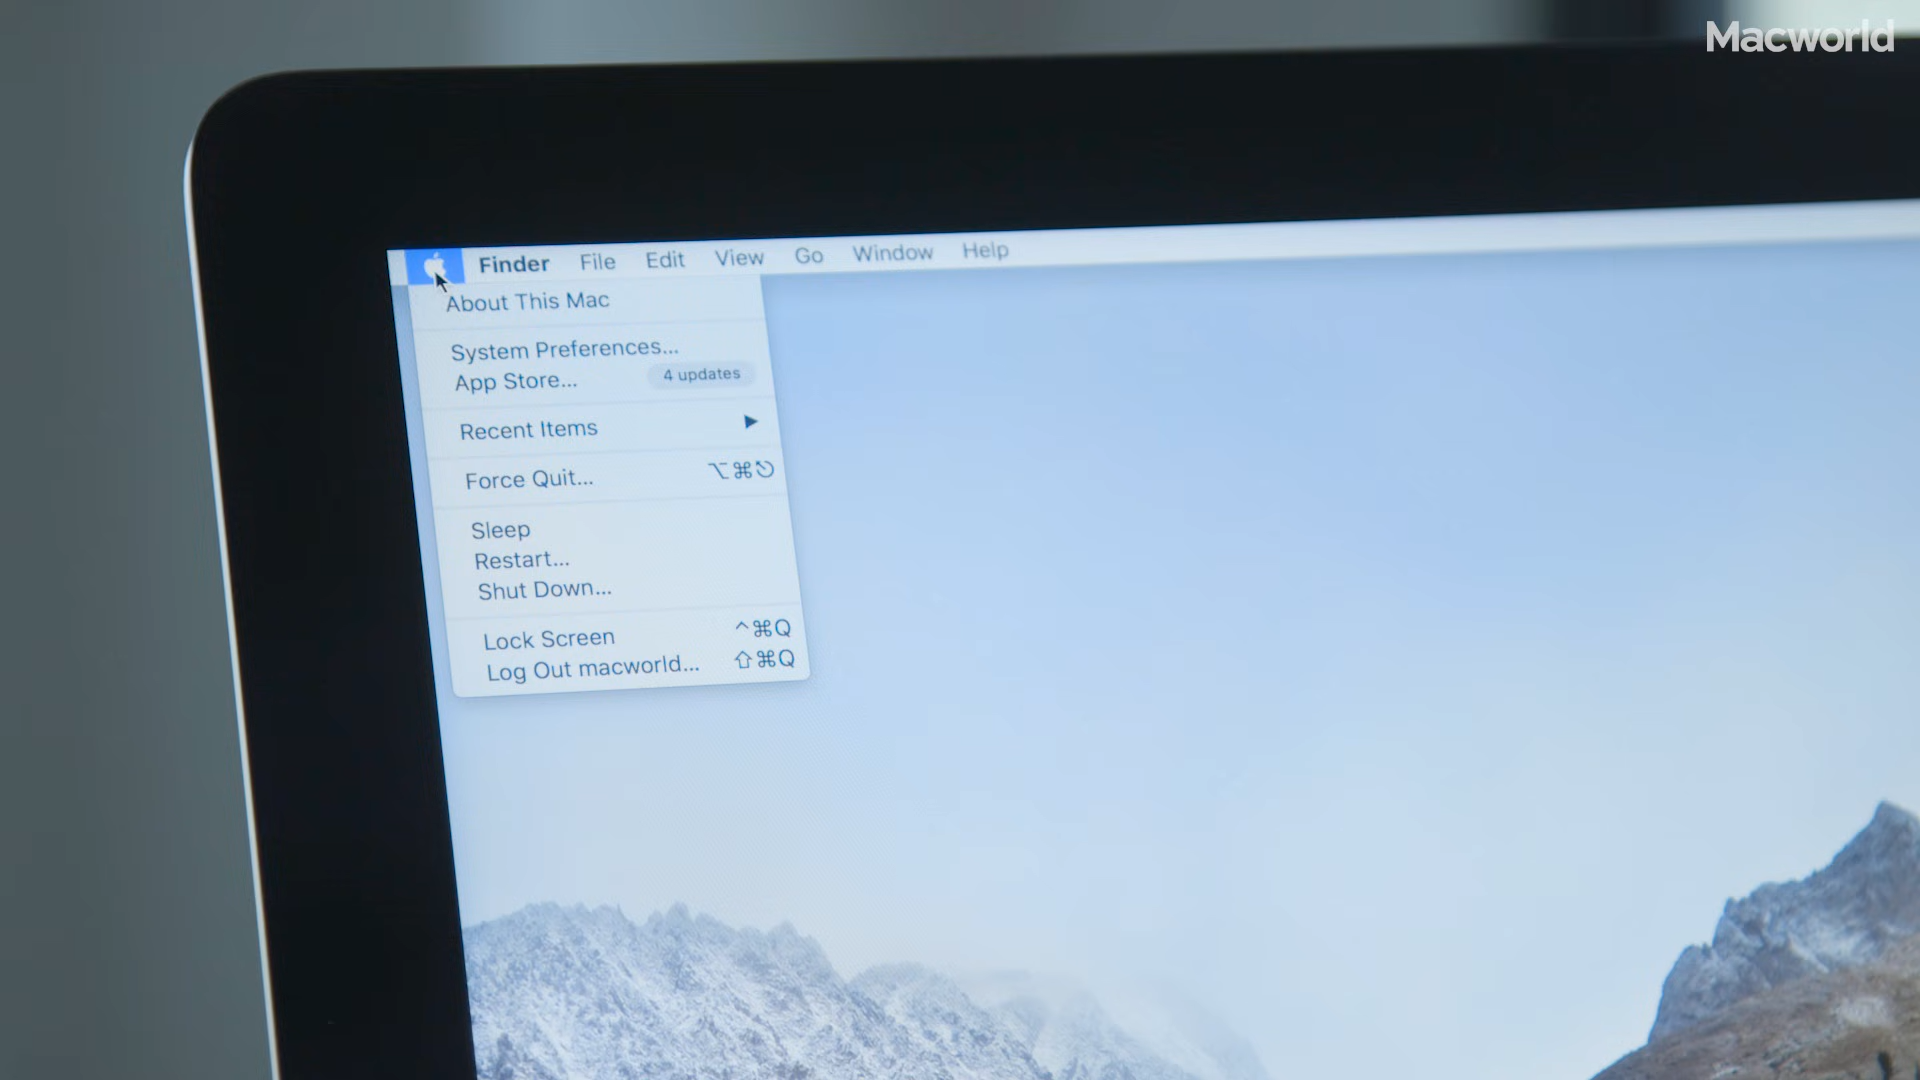 Macworld
Finder File Edit View Go Window Help
About This Mac
System Preferences...
App Store... 4 updates
Recent Items ▶
Force Quit... ⌥⌘⎋
Sleep
Restart...
Shut Down...
Lock Screen ^⌘Q
Log Out macworld... ⇧⌘Q